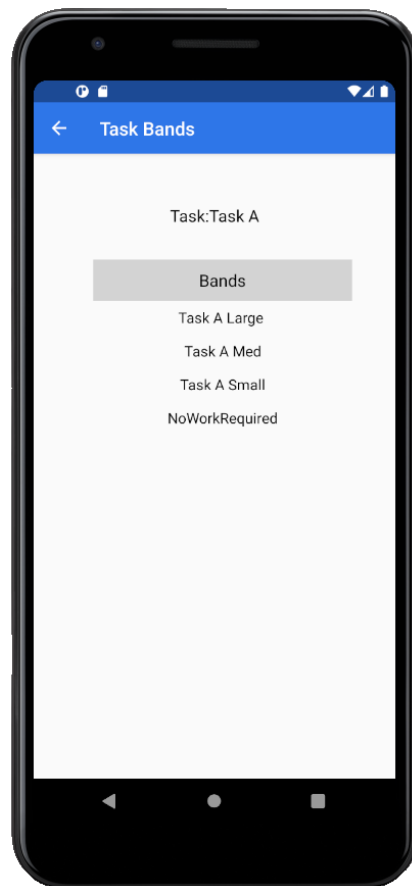 Task Bands
Task:Task A
Bands
Task A Large
Task A Med
Task A Small
NoWorkRequired